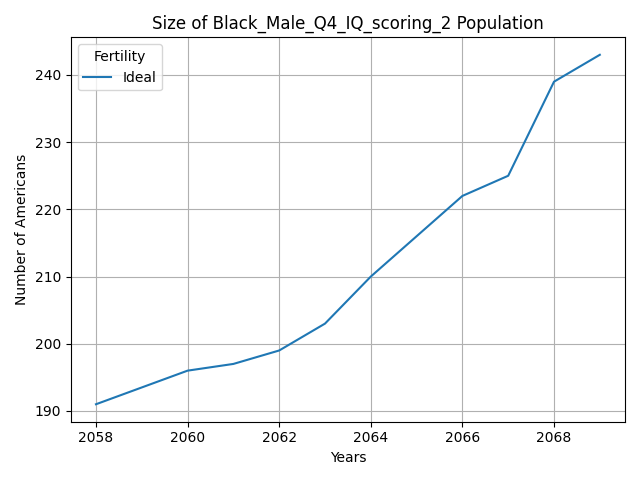 Size of Black_Male_Q4_IQ_scoring_2 Population
Fertility
Ideal
Number of Americans
240
230
220
210
200
190
2058
2060
2062
2064
2066
2068
Years